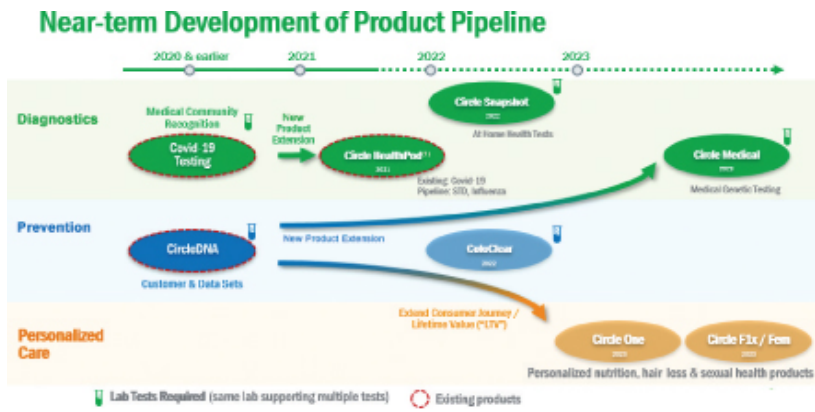 Near-term Development of Product Pipeline
2020 & earlier
2021
2022
2023
Diagnostics
Medical Community
Recognition
Covid-19
Testing
New
Product
Extension
Circle HealthPod(1)
2021
Existing: Covid-19
Pipeline: STD, Influenza
Circle Snapshot
2022
At Home Health Tests
Circle Medical
2023
Medical Genetic Testing
Prevention
CircleDNA
Customer & Data Sets
New Product Extension
ColoClear
2022
Personalized
Care
Extend Consumer Journey /
Lifetime Value ("LTV")
Circle One
2023
Circle F1x / Fem
2023
Personalized nutrition, hair loss & sexual health products
Lab Tests Required (same lab supporting multiple tests)
Existing products